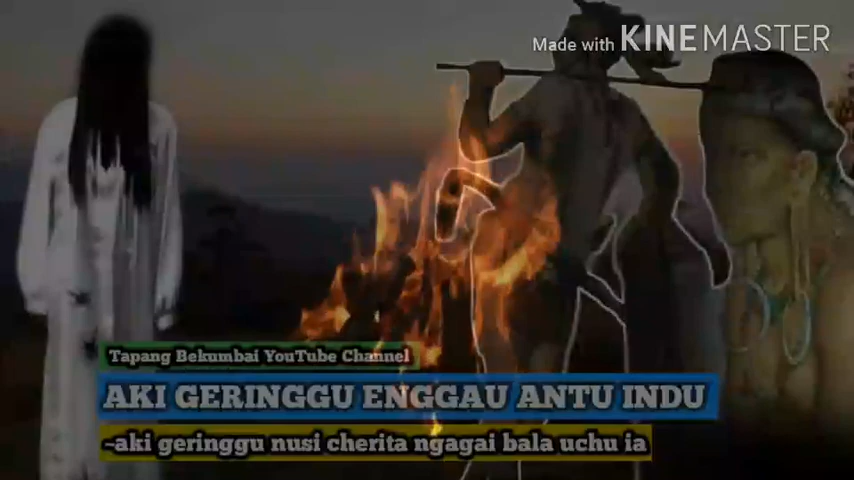 Made with KINEMASTER
Tapang Bekumbai YouTube Channel
AKI GERINGGU ENGGAU ANTU INDU
-aki geringgu nusi cherita ngagai bala uchu ia